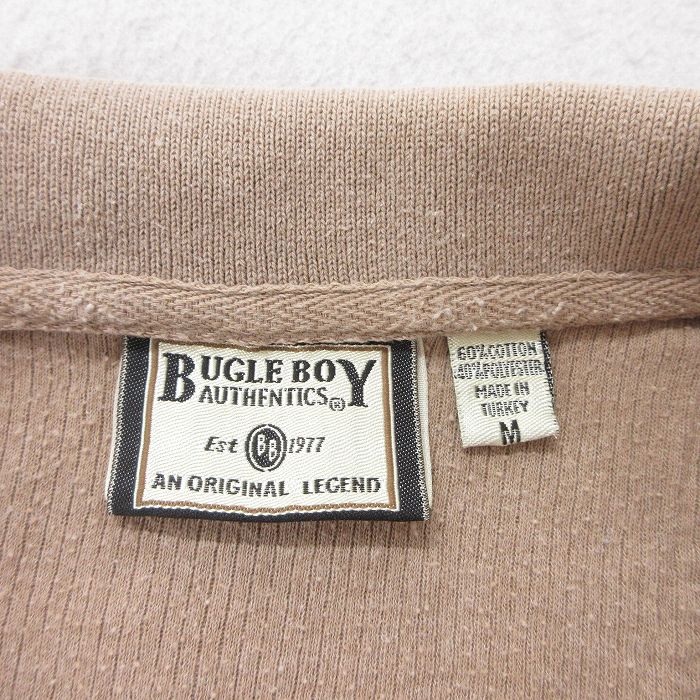 BUGLE BOY
AUTHENTICS®
Est BB 1977
AN ORIGINAL LEGEND
60% COTTON
40% POLYESTER
MADE IN
TURKEY
M